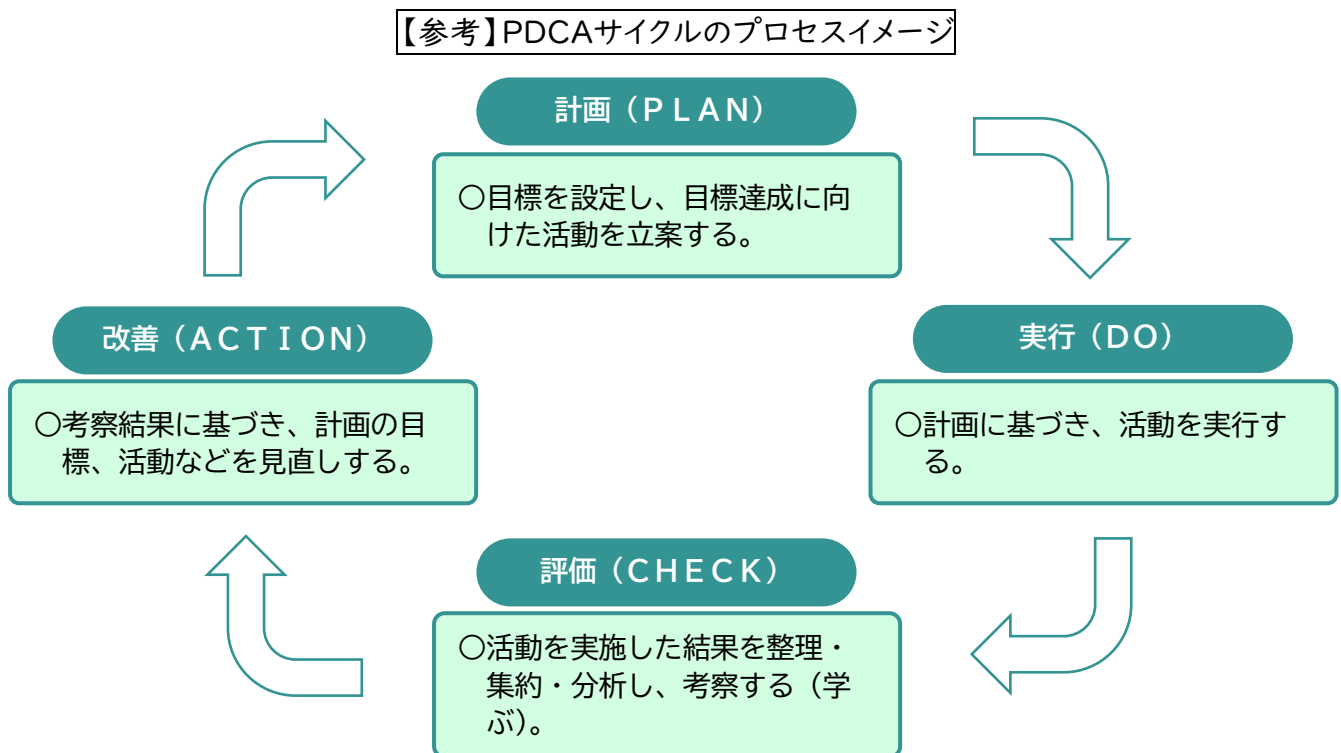 【参考】PDCAサイクルのプロセスイメージ
計画（ＰＬＡＮ）
○目標を設定し、目標達成に向
けた活動を立案する。
実行（ＤＯ）
○計画に基づき、活動を実行す
る。
評価（ＣＨＥＣＫ）
○活動を実施した結果を整理・
集約・分析し、考察する（学
ぶ）。
改善（ＡＣＴＩＯＮ）
○考察結果に基づき、計画の目
標、活動などを見直しする。